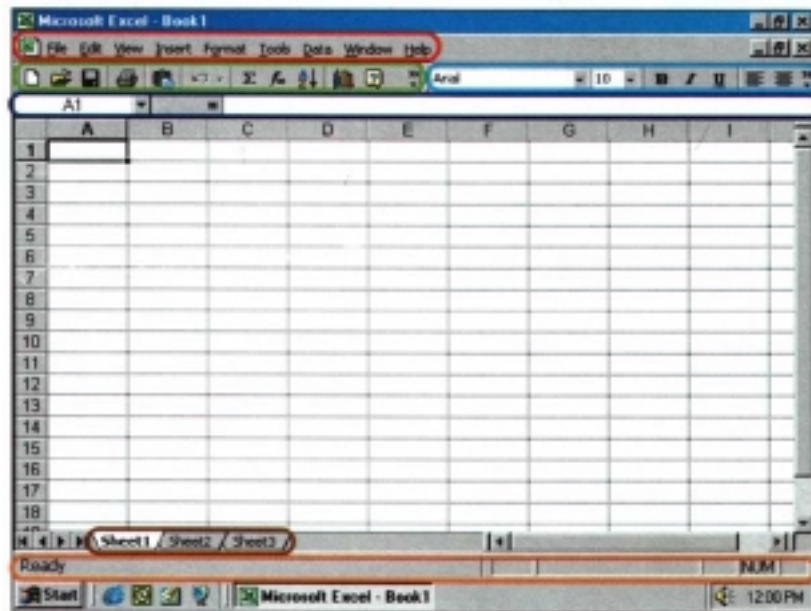 Microsoft Excel - Book1
File Edit View Insert Format Tools Data Window Help
Arial 10 B I U
A1 =
A B C D E F G H I
1
2
3
4
5
6
7
8
9
10
11
12
13
14
15
16
17
18
Sheet1 Sheet2 Sheet3
Ready NUM
Start Microsoft Excel - Book1 12:00 PM